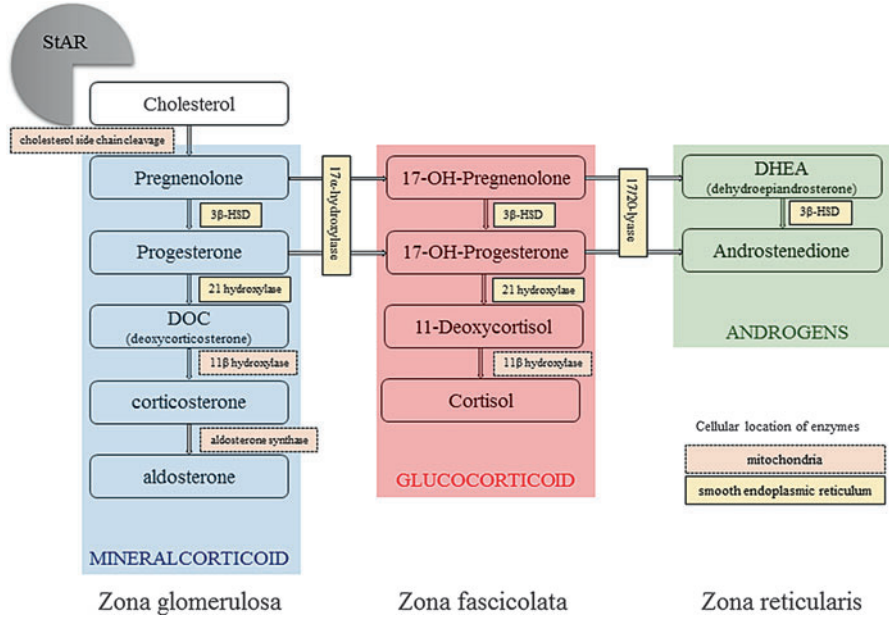 StAR
Cholesterol
cholesterol side chain cleavage
Pregnenolone
17α-hydroxylase
17-OH-Pregnenolone
17/20-lyase
DHEA
(dehydroepiandrosterone)
3β-HSD
3β-HSD
3β-HSD
Progesterone
17-OH-Progesterone
Androstenedione
21 hydroxylase
21 hydroxylase
DOC
(deoxycorticosterone)
11-Deoxycortisol
ANDROGENS
11β hydroxylase
11β hydroxylase
corticosterone
Cortisol
aldosterone synthase
aldosterone
GLUCOCORTICOID
MINERALCORTICOID
Cellular location of enzymes
mitochondria
smooth endoplasmic reticulum
Zona glomerulosa
Zona fascicolata
Zona reticularis